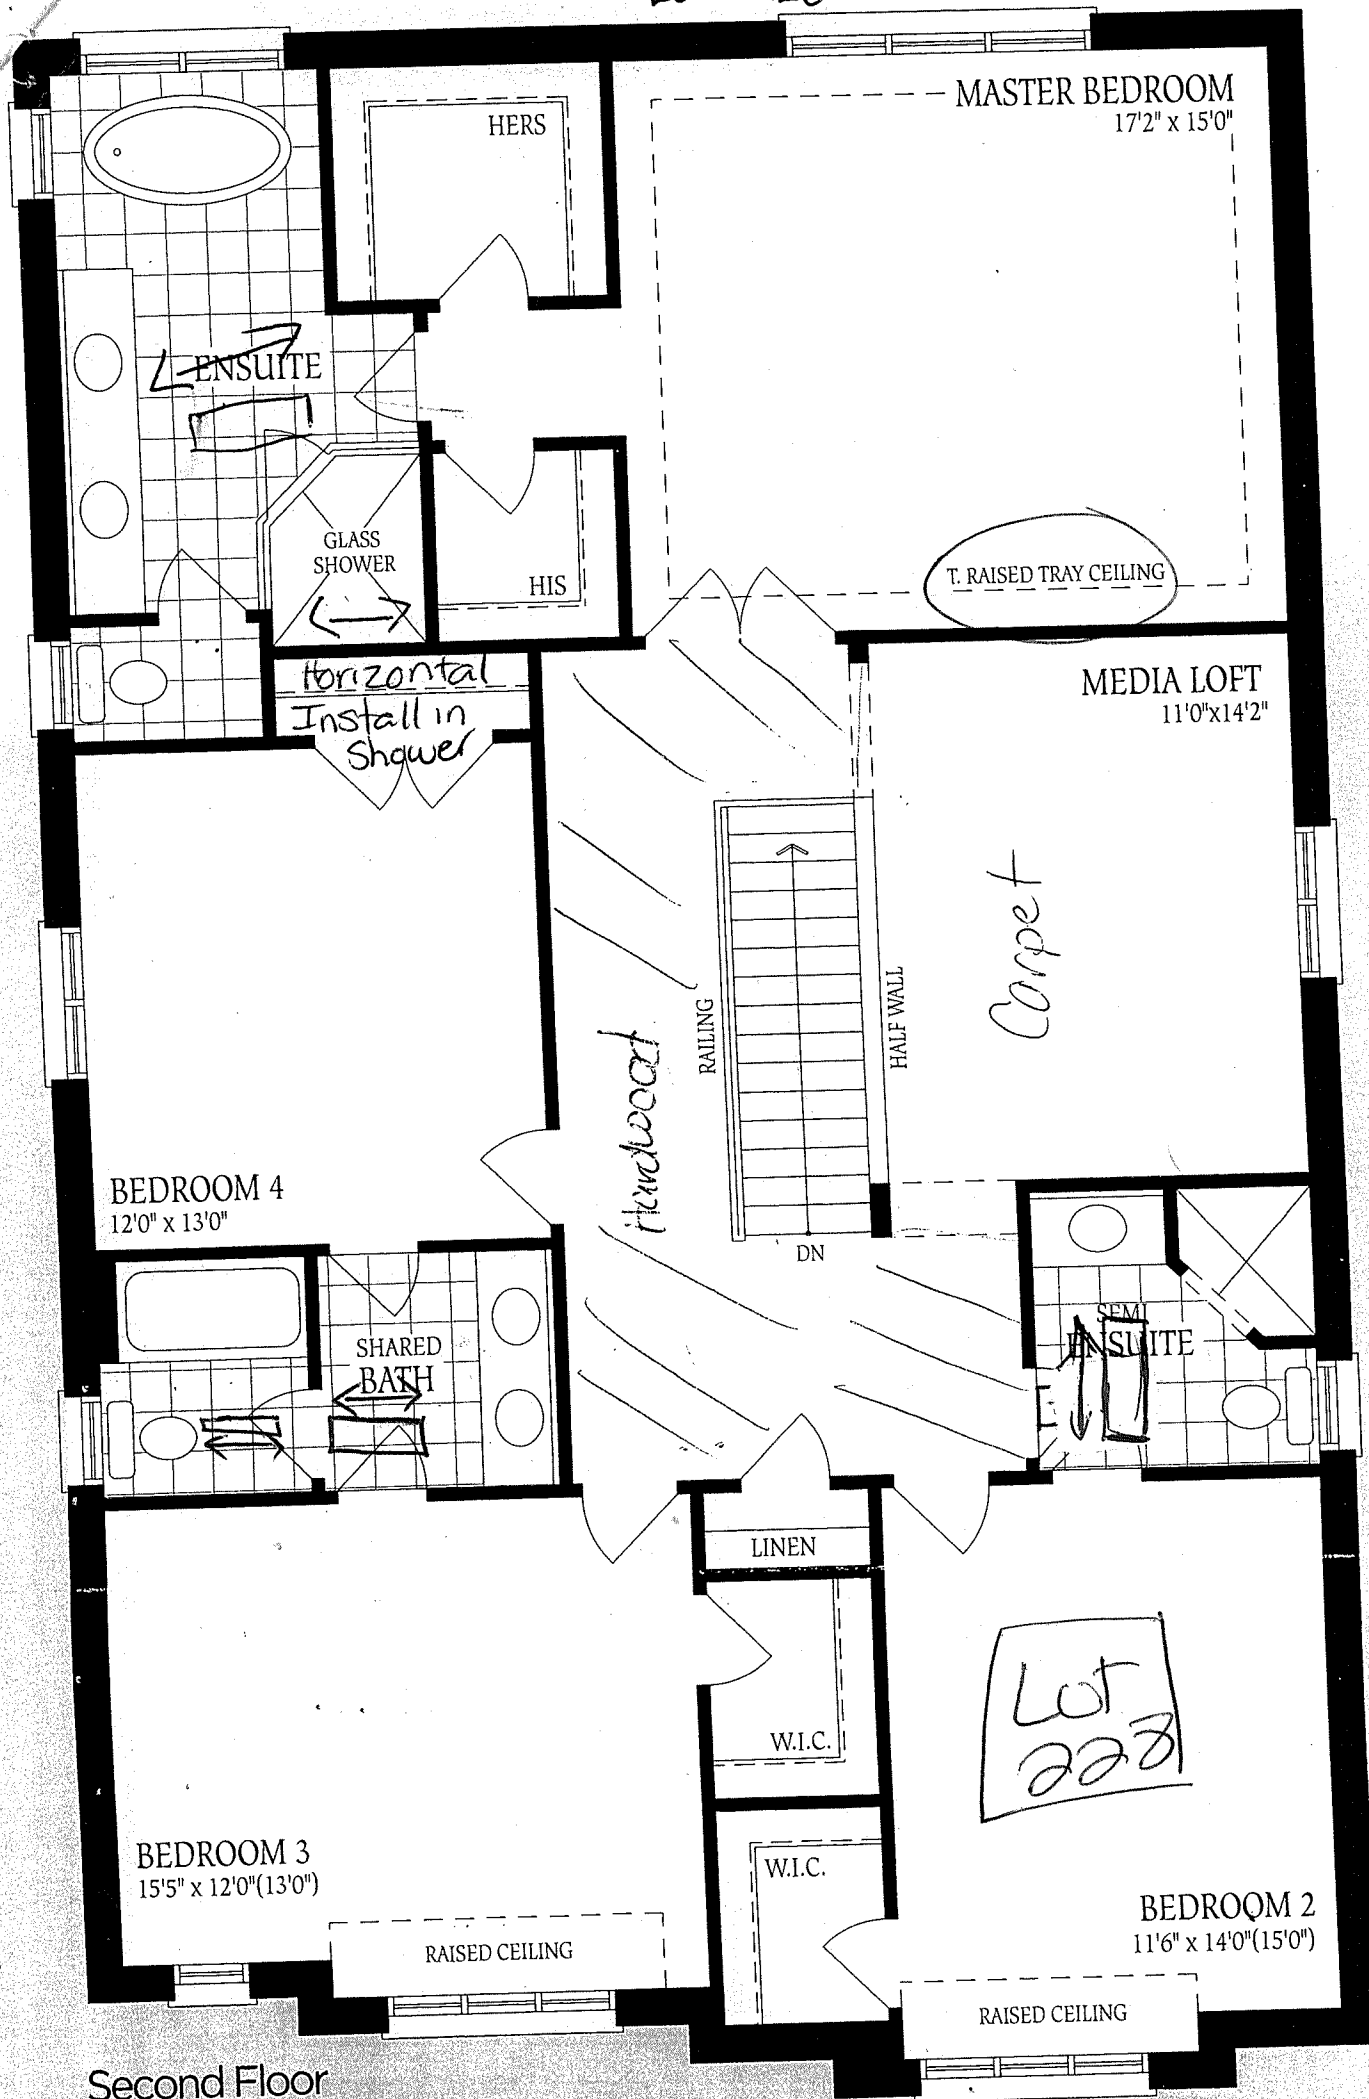 MASTER BEDROOM
17'2" x 15'0"
HERS
ENSUITE
GLASS
SHOWER
HIS
T. RAISED TRAY CEILING
Horizontal
Install in
Shower
MEDIA LOFT
11'0"x14'2"
Carpet
Hardwood
RAILING
HALF WALL
DN
BEDROOM 4
12'0" x 13'0"
SHARED
BATH
SEMI
ENSUITE
LINEN
W.I.C.
Lot
228
BEDROOM 3
15'5" x 12'0"(13'0")
W.I.C.
BEDROOM 2
11'6" x 14'0"(15'0")
RAISED CEILING
RAISED CEILING
Second Floor